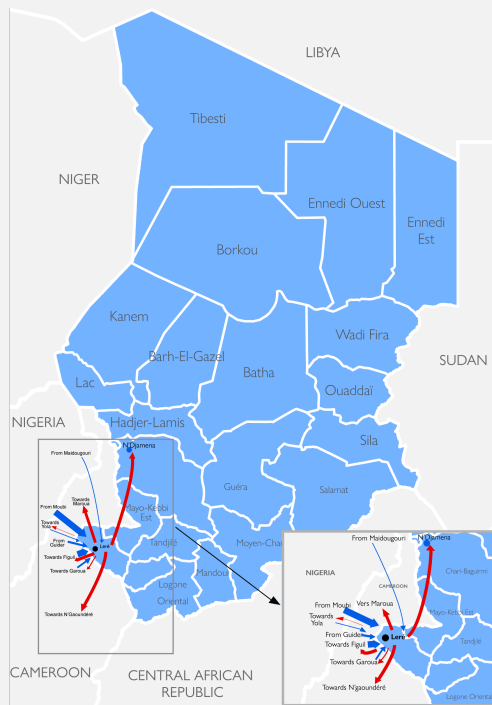 LIBYA
Tibesti
NIGER
Ennedi Ouest
Ennedi
Est
Borkou
Kanem
Wadi Fira
Barh-El-Gazel
SUDAN
Batha
Lac
Ouaddaï
NIGERIA
Hadjer-Lamis
Sila
N'Djamena
From Maidougouri
Guéra
Salamat
Towards
Maroua
Mayo-Kebbi
Est
From Moubi
Towards
Yola
From
Guider
Lere
Tandjilé
Moyen-Char
Towards Figuil
Towards Garoua
Mandoul
Logone
Oriental
Towards N'Gaoundéré
CAMEROON
CENTRAL AFRICAN
REPUBLIC
From Maidougouri
N'Djamena
NIGERIA
Chari-Baguirmi
CAMEROON
From Moubi
Vers Maroua
Mayo-Kebbi Est
Towards
Yola
From Guider
Lere
Tandjilé
Towards Figuil
Towards Garoua
Towards N'gaoundéré
Logone Orienta